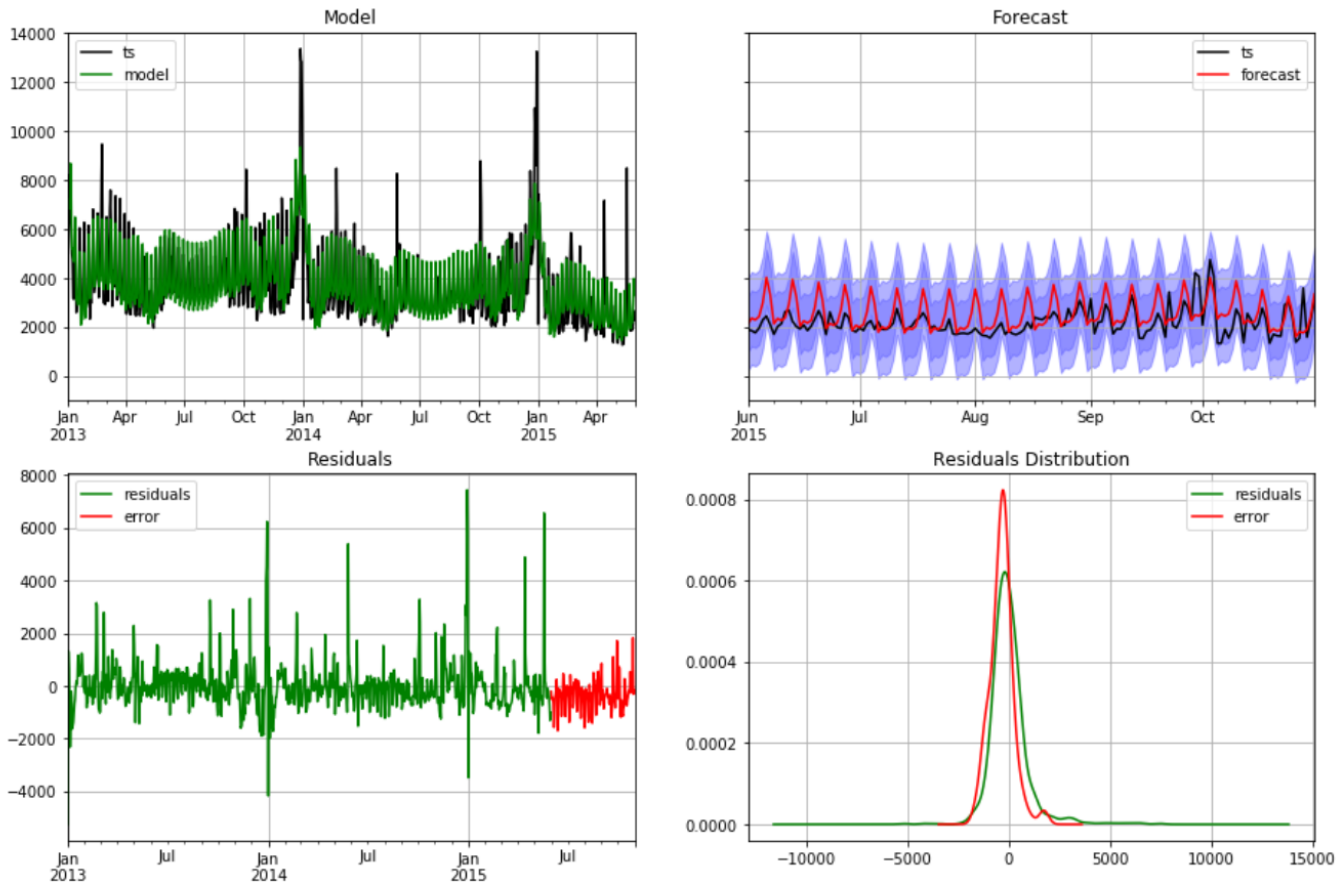 Model
ts
model
14000
12000
10000
8000
6000
4000
2000
0
Jan Apr Jul Oct Jan Apr Jul Oct Jan Apr
2013 2014 2015
Forecast
ts
forecast
Jun Jul Aug Sep Oct
2015
Residuals
residuals
error
8000
6000
4000
2000
0
−2000
−4000
Jan Jul Jan Jul Jan Jul
2013 2014 2015
Residuals Distribution
residuals
error
0.0008
0.0006
0.0004
0.0002
0.0000
−10000 −5000 0 5000 10000 15000